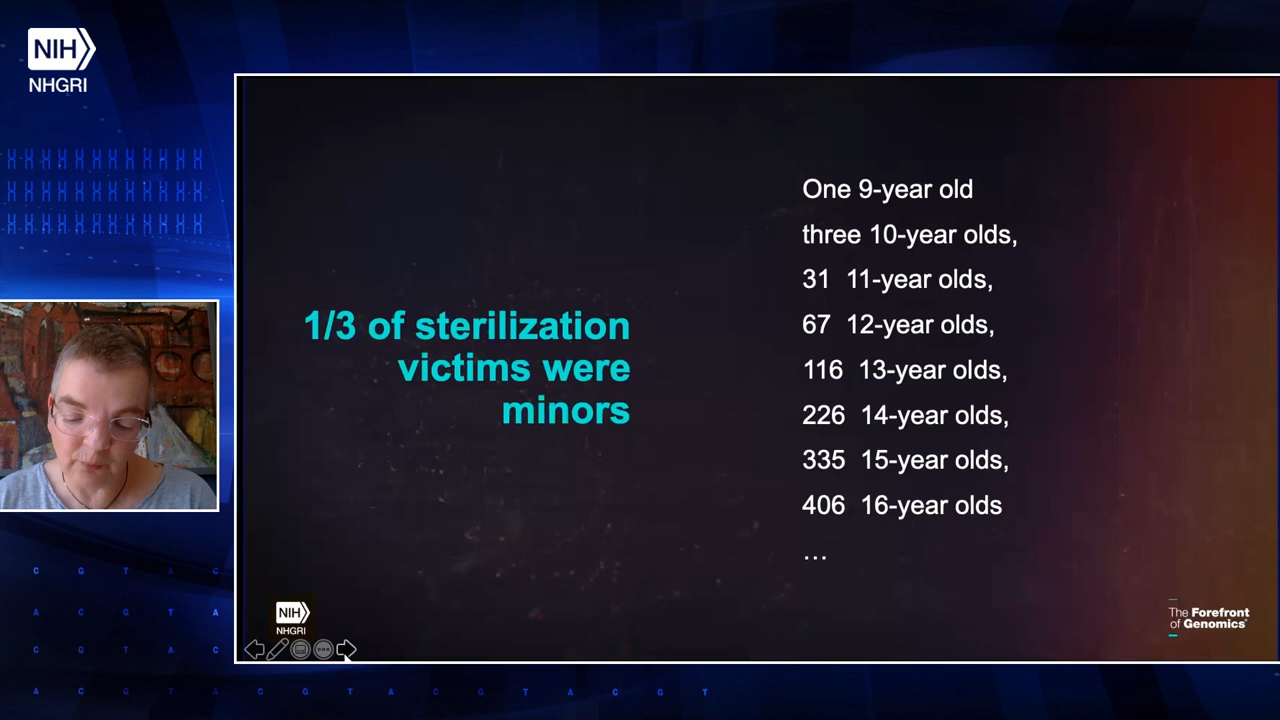 NIH
NHGRI
One 9-year old
three 10-year olds,
31 11-year olds,
67 12-year olds,
116 13-year olds,
226 14-year olds,
335 15-year olds,
406 16-year olds
…
1/3 of sterilization
victims were
minors
NIH
NHGRI
The Forefront
of Genomics
C G T A C
A C G T A
C G T A C
A C G T A C G T A C G T A C G T